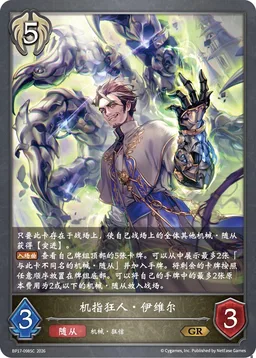 5
只要此卡存在于战场上，使自己战场上的全体其他机械·随从
获得【突进】。
入场曲 查看自己牌组顶部的5张卡牌。可以从中展示最多2张「
与此卡不同名的机械·随从」并加入手牌。将剩余的卡牌按照
任意顺序放置在牌组底部。可以将自己的手牌中的最多2张原
本费用为2或以下的机械·随从放入战场。
机指狂人·伊维尔
3
随从
机械·
GR
3
© Cygames, Inc. Published by NetEase Games